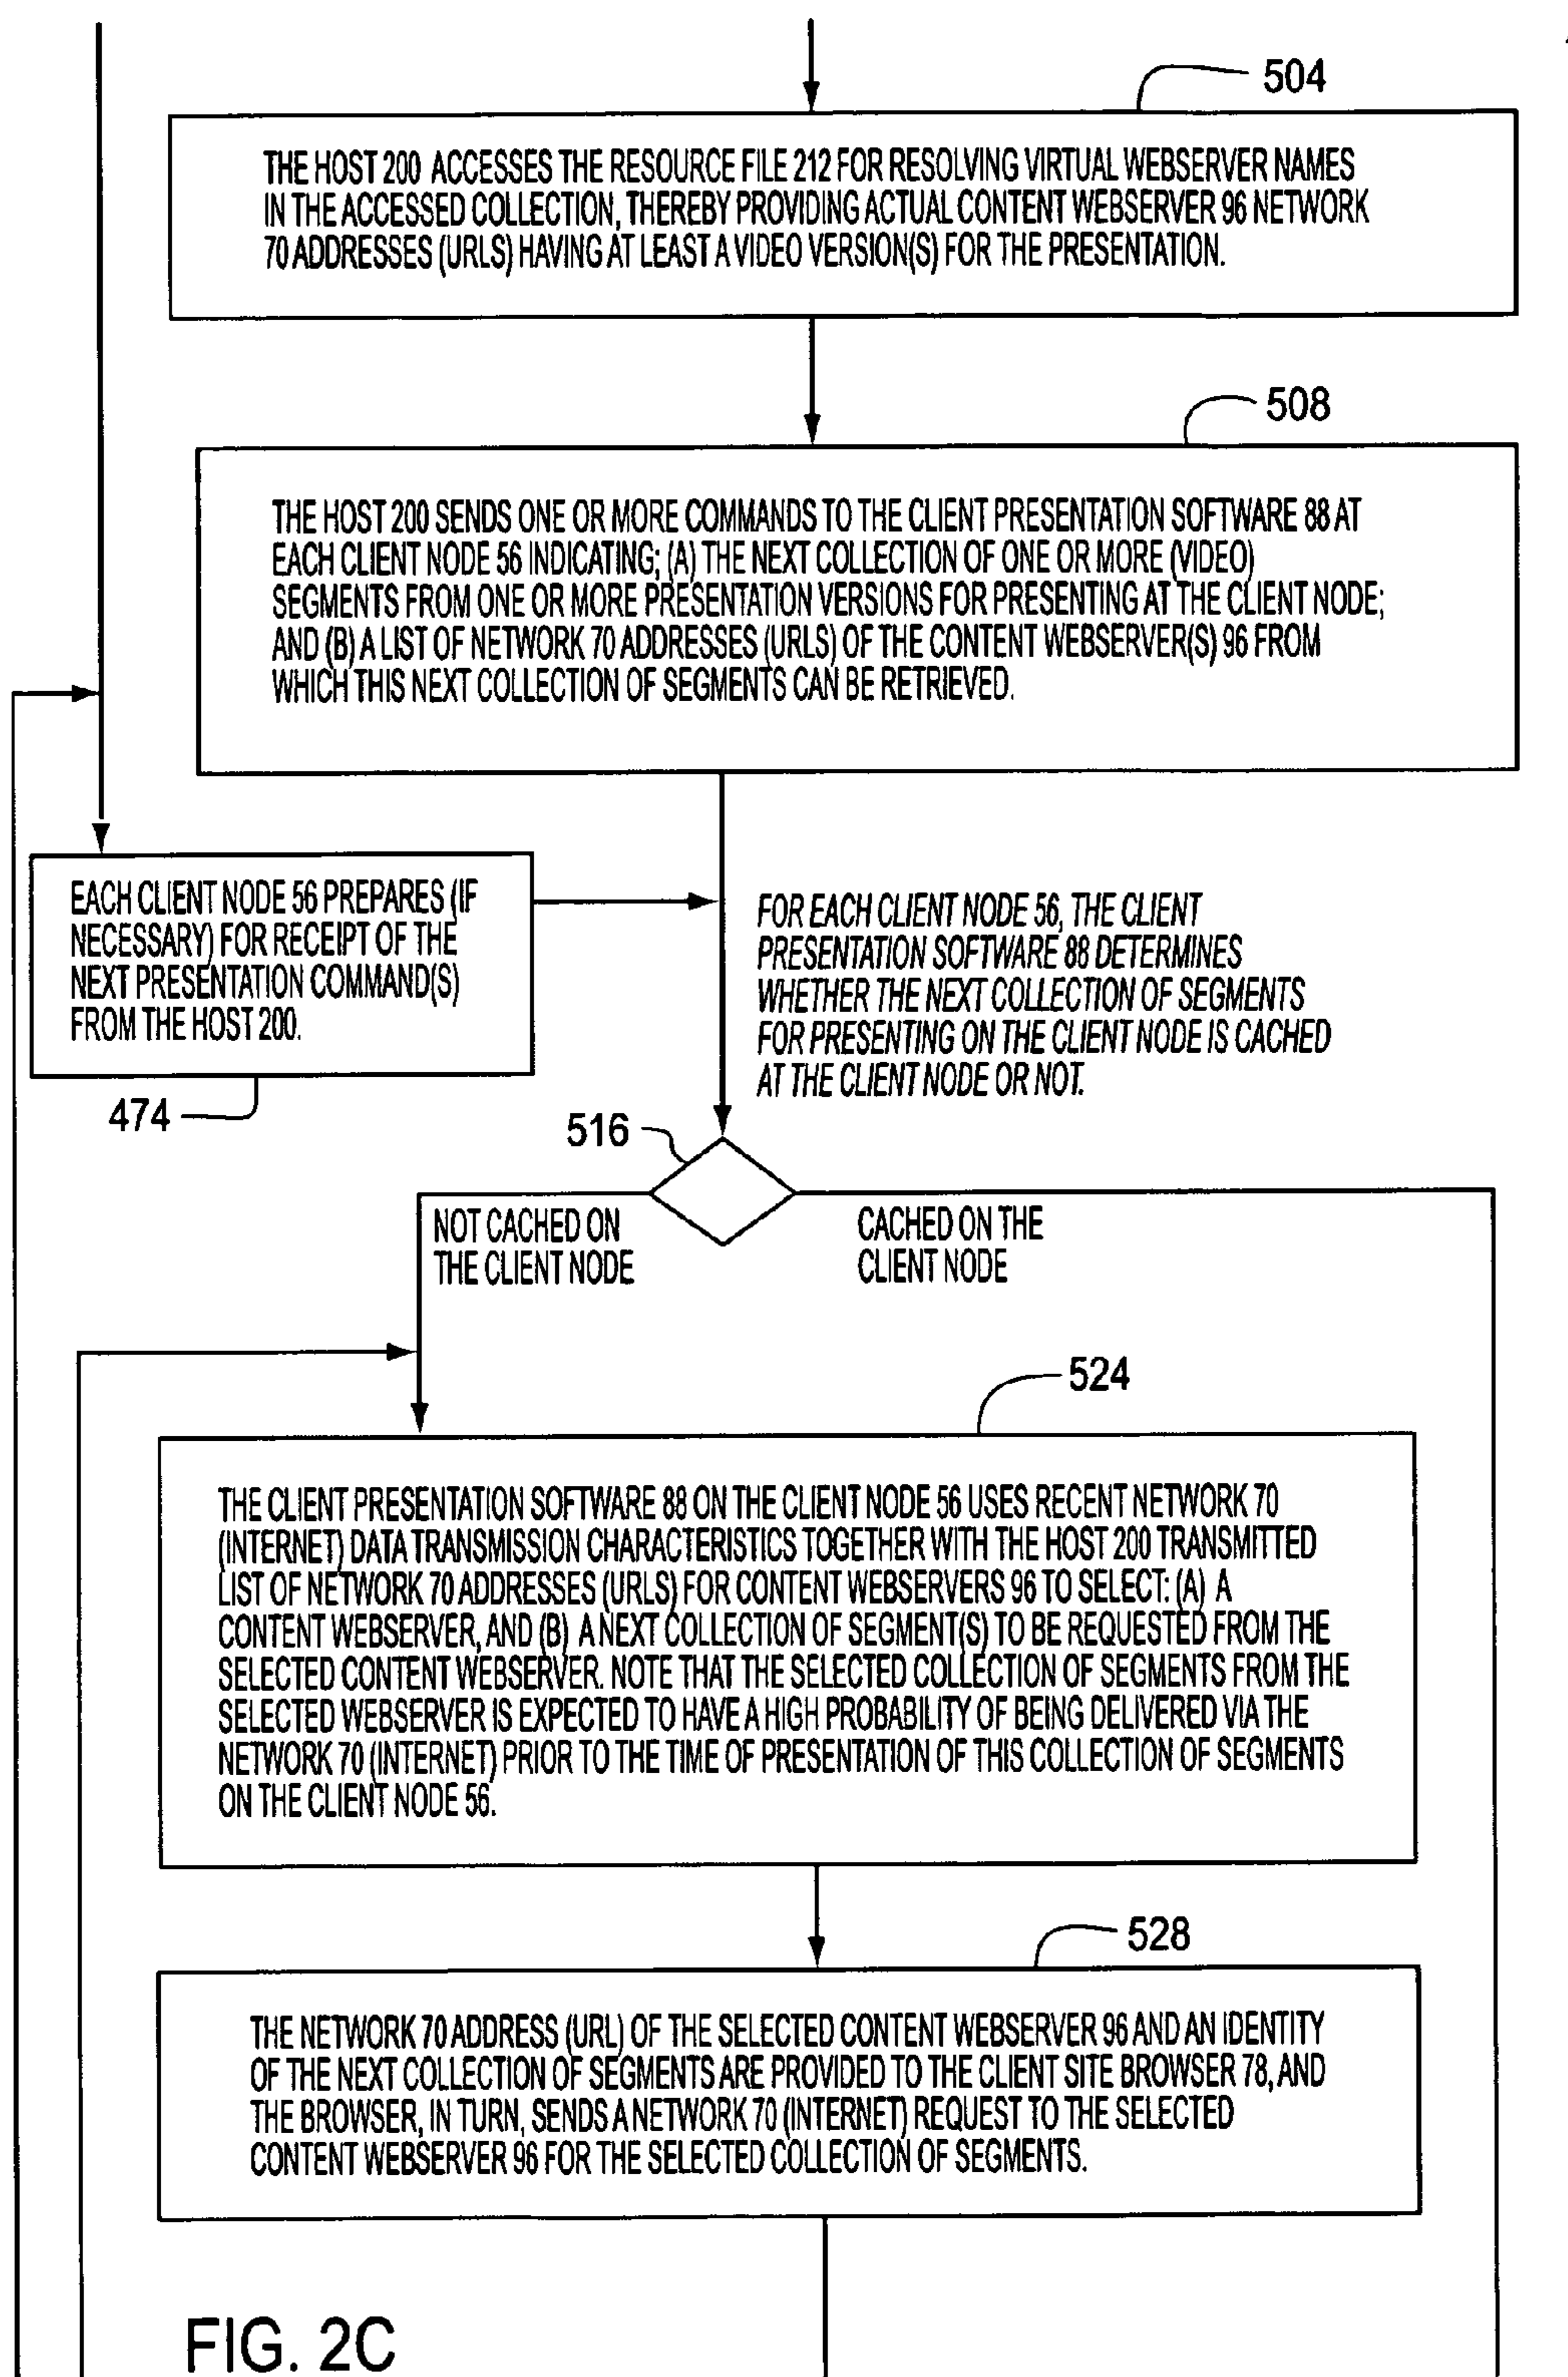 504
THE HOST 200 ACCESSES THE RESOURCE FILE 212 FOR RESOLVING VIRTUAL WEBSERVER NAMES
IN THE ACCESSED COLLECTION, THEREBY PROVIDING ACTUAL CONTENT WEBSERVER 96 NETWORK
70 ADDRESSES (URLS) HAVING AT LEAST A VIDEO VERSION(S) FOR THE PRESENTATION.
508
THE HOST 200 SENDS ONE OR MORE COMMANDS TO THE CLIENT PRESENTATION SOFTWARE 88 AT
EACH CLIENT NODE 56 INDICATING; (A) THE NEXT COLLECTION OF ONE OR MORE (VIDEO)
SEGMENTS FROM ONE OR MORE PRESENTATION VERSIONS FOR PRESENTING AT THE CLIENT NODE;
AND (B) A LIST OF NETWORK 70 ADDRESSES (URLS) OF THE CONTENT WEBSERVER(S) 96 FROM
WHICH THIS NEXT COLLECTION OF SEGMENTS CAN BE RETRIEVED.
EACH CLIENT NODE 56 PREPARES (IF
NECESSARY) FOR RECEIPT OF THE
NEXT PRESENTATION COMMAND(S)
FROM THE HOST 200.
474
FOR EACH CLIENT NODE 56, THE CLIENT
PRESENTATION SOFTWARE 88 DETERMINES
WHETHER THE NEXT COLLECTION OF SEGMENTS
FOR PRESENTING ON THE CLIENT NODE IS CACHED
AT THE CLIENT NODE OR NOT.
516
NOT CACHED ON
THE CLIENT NODE
CACHED ON THE
CLIENT NODE
524
THE CLIENT PRESENTATION SOFTWARE 88 ON THE CLIENT NODE 56 USES RECENT NETWORK 70
(INTERNET) DATA TRANSMISSION CHARACTERISTICS TOGETHER WITH THE HOST 200 TRANSMITTED
LIST OF NETWORK 70 ADDRESSES (URLS) FOR CONTENT WEBSERVERS 96 TO SELECT: (A) A
CONTENT WEBSERVER, AND (B) A NEXT COLLECTION OF SEGMENT(S) TO BE REQUESTED FROM THE
SELECTED CONTENT WEBSERVER. NOTE THAT THE SELECTED COLLECTION OF SEGMENTS FROM THE
SELECTED WEBSERVER IS EXPECTED TO HAVE A HIGH PROBABILITY OF BEING DELIVERED VIA THE
NETWORK 70 (INTERNET) PRIOR TO THE TIME OF PRESENTATION OF THIS COLLECTION OF SEGMENTS
ON THE CLIENT NODE 56.
528
THE NETWORK 70 ADDRESS (URL) OF THE SELECTED CONTENT WEBSERVER 96 AND AN IDENTITY
OF THE NEXT COLLECTION OF SEGMENTS ARE PROVIDED TO THE CLIENT SITE BROWSER 78, AND
THE BROWSER, IN TURN, SENDS A NETWORK 70 (INTERNET) REQUEST TO THE SELECTED
CONTENT WEBSERVER 96 FOR THE SELECTED COLLECTION OF SEGMENTS.
FIG. 2C